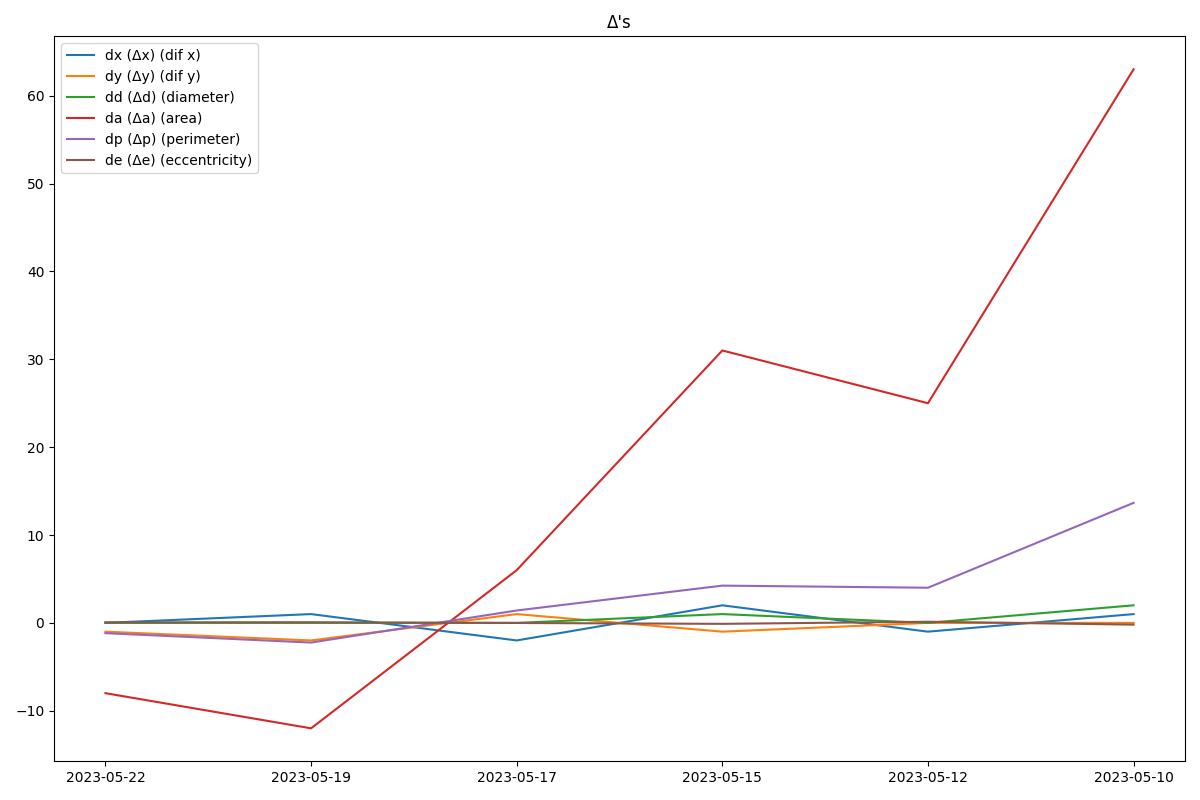 Δ's
dx (Δx) (dif x)
dy (Δy) (dif y)
dd (Δd) (diameter)
da (Δa) (area)
dp (Δp) (perimeter)
de (Δe) (eccentricity)
60
50
40
30
20
10
0
−10
2023-05-22 2023-05-19 2023-05-17 2023-05-15 2023-05-12 2023-05-10